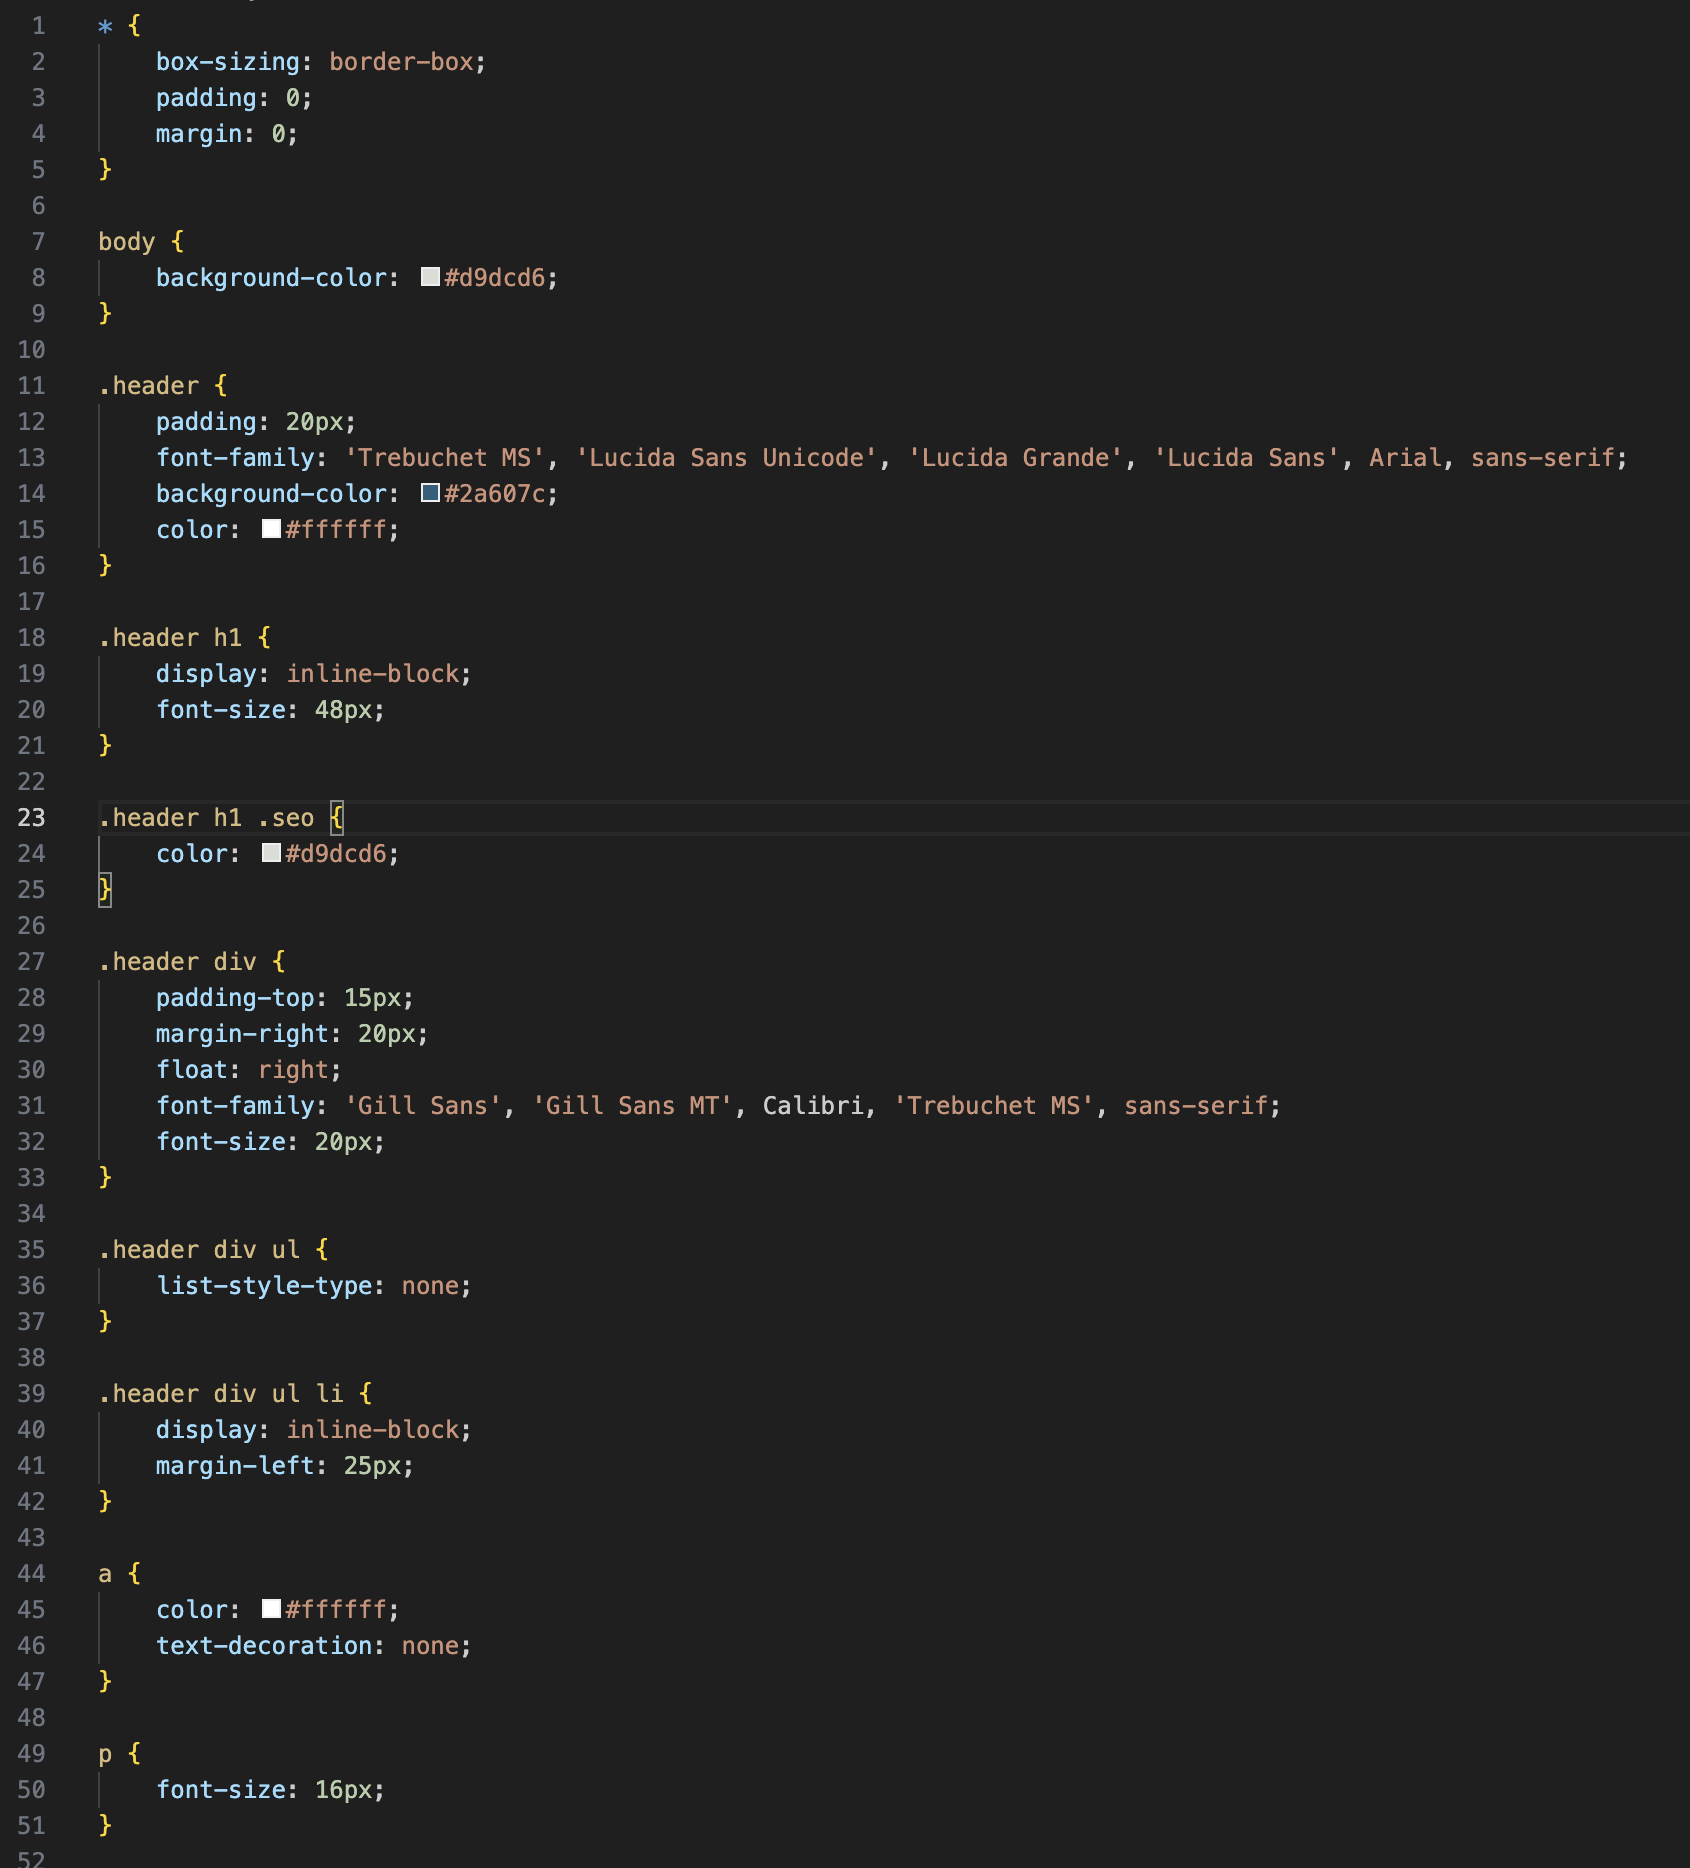 1 * {
2 box-sizing: border-box;
3 padding: 0;
4 margin: 0;
5 }
6
7 body {
8 background-color: #d9dcd6;
9 }
10
11 .header {
12 padding: 20px;
13 font-family: 'Trebuchet MS', 'Lucida Sans Unicode', 'Lucida Grande', 'Lucida Sans', Arial, sans-serif;
14 background-color: #2a607c;
15 color: #ffffff;
16 }
17
18 .header h1 {
19 display: inline-block;
20 font-size: 48px;
21 }
22
23 .header h1 .seo {
24 color: #d9dcd6;
25 }
26
27 .header div {
28 padding-top: 15px;
29 margin-right: 20px;
30 float: right;
31 font-family: 'Gill Sans', 'Gill Sans MT', Calibri, 'Trebuchet MS', sans-serif;
32 font-size: 20px;
33 }
34
35 .header div ul {
36 list-style-type: none;
37 }
38
39 .header div ul li {
40 display: inline-block;
41 margin-left: 25px;
42 }
43
44 a {
45 color: #ffffff;
46 text-decoration: none;
47 }
48
49 p {
50 font-size: 16px;
51 }
52